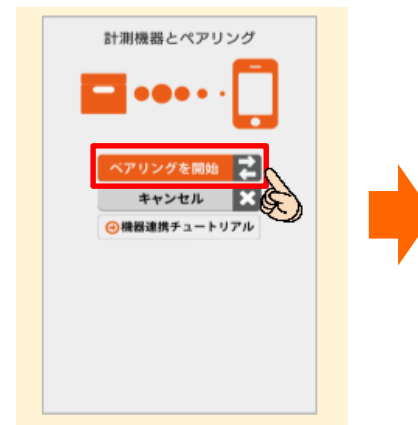 計測機器とペアリング
ペアリングを開始
キャンセル
機器連携チュートリアル